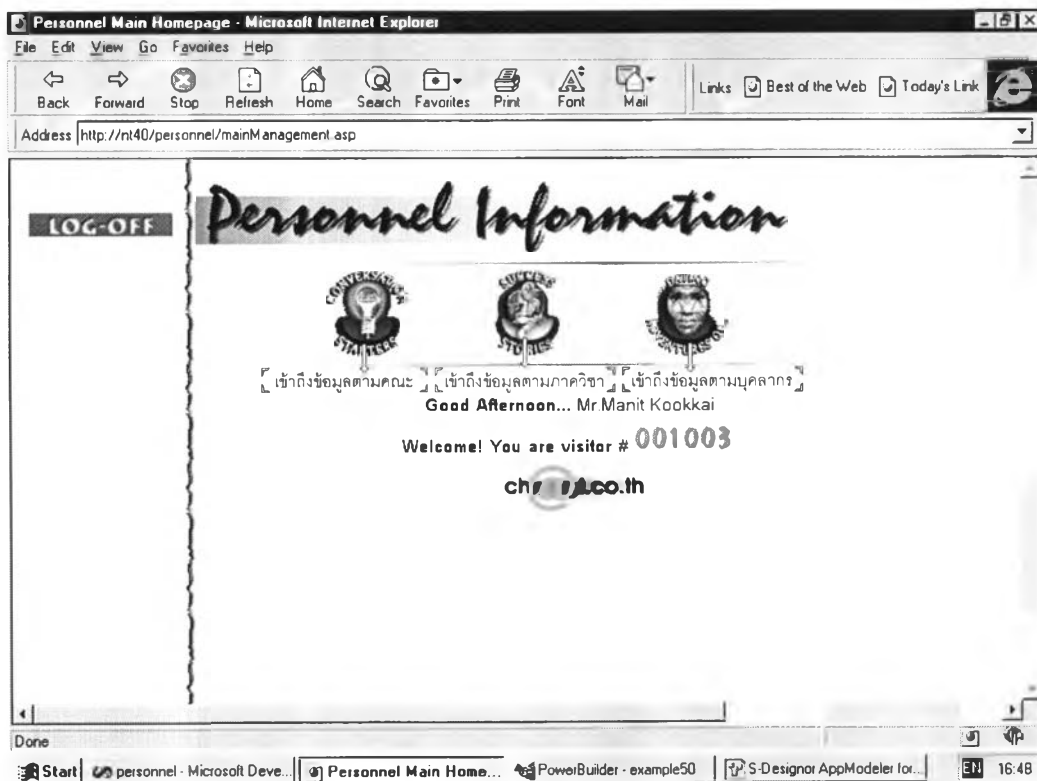 Personnel Main Homepage - Microsoft Internet Explorer
File Edit View Go Favorites Help
Back Forward Stop Refresh Home Search Favorites Print Font Mail Links Best of the Web Today's Link
Address http://nt40/personnel/mainManagement.asp
LOG-OFF
Personnel Information
CONVERSATION SUCCESS
STARTERS STORIES ADVENTURES OF
[เข้าถึงข้อมูลตามคณะ] [เข้าถึงข้อมูลตามภาควิชา] [เข้าถึงข้อมูลตามบุคลากร]
Good Afternoon... Mr.Manit Kookkai
Welcome! You are visitor # 001003
.co.th
Done
Start personnel - Microsoft Deve... Personnel Main Home... PowerBuilder - example50 S-Designor AppModeler for... EN 16:48